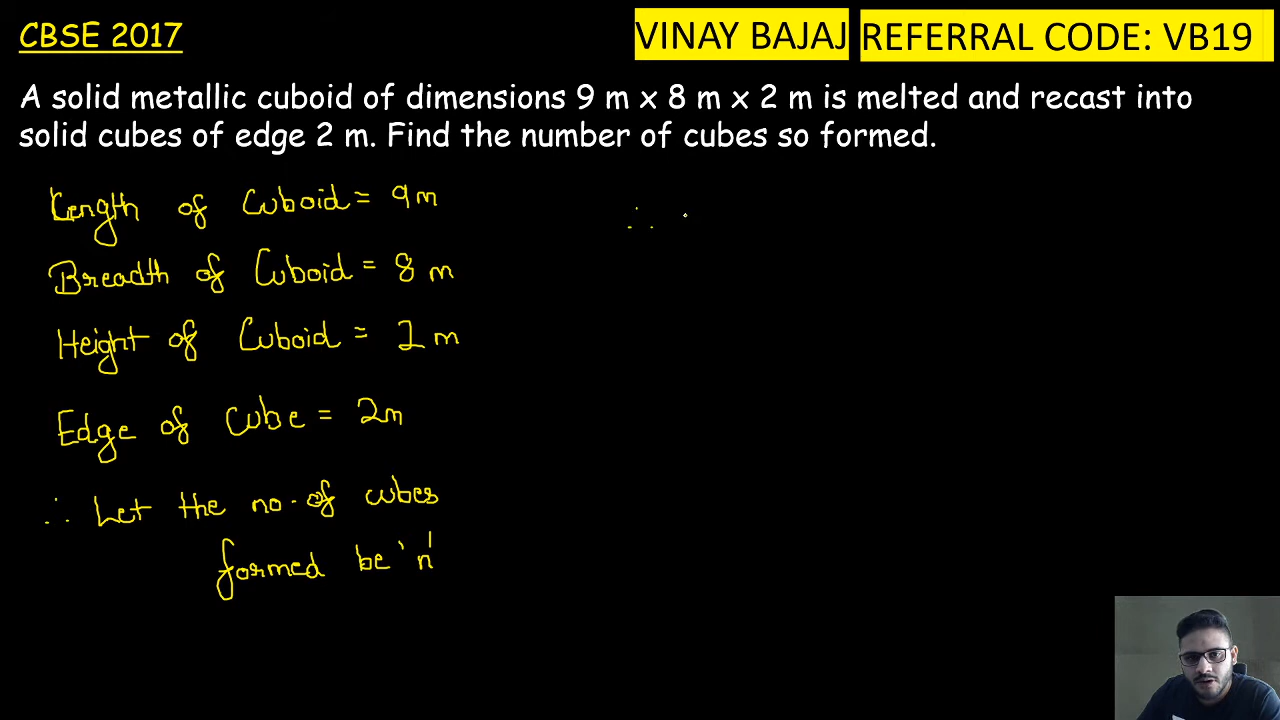 CBSE 2017
VINAY BAJAJ
REFERRAL CODE: VB19
A solid metallic cuboid of dimensions 9 m x 8 m x 2 m is melted and recast into
solid cubes of edge 2 m. Find the number of cubes so formed.
Length of Cuboid = 9m
Breadth of Cuboid = 8 m
Height of Cuboid = 2 m
Edge of Cube = 2m
∴ Let the no. of cubes
formed be 'n'
∴